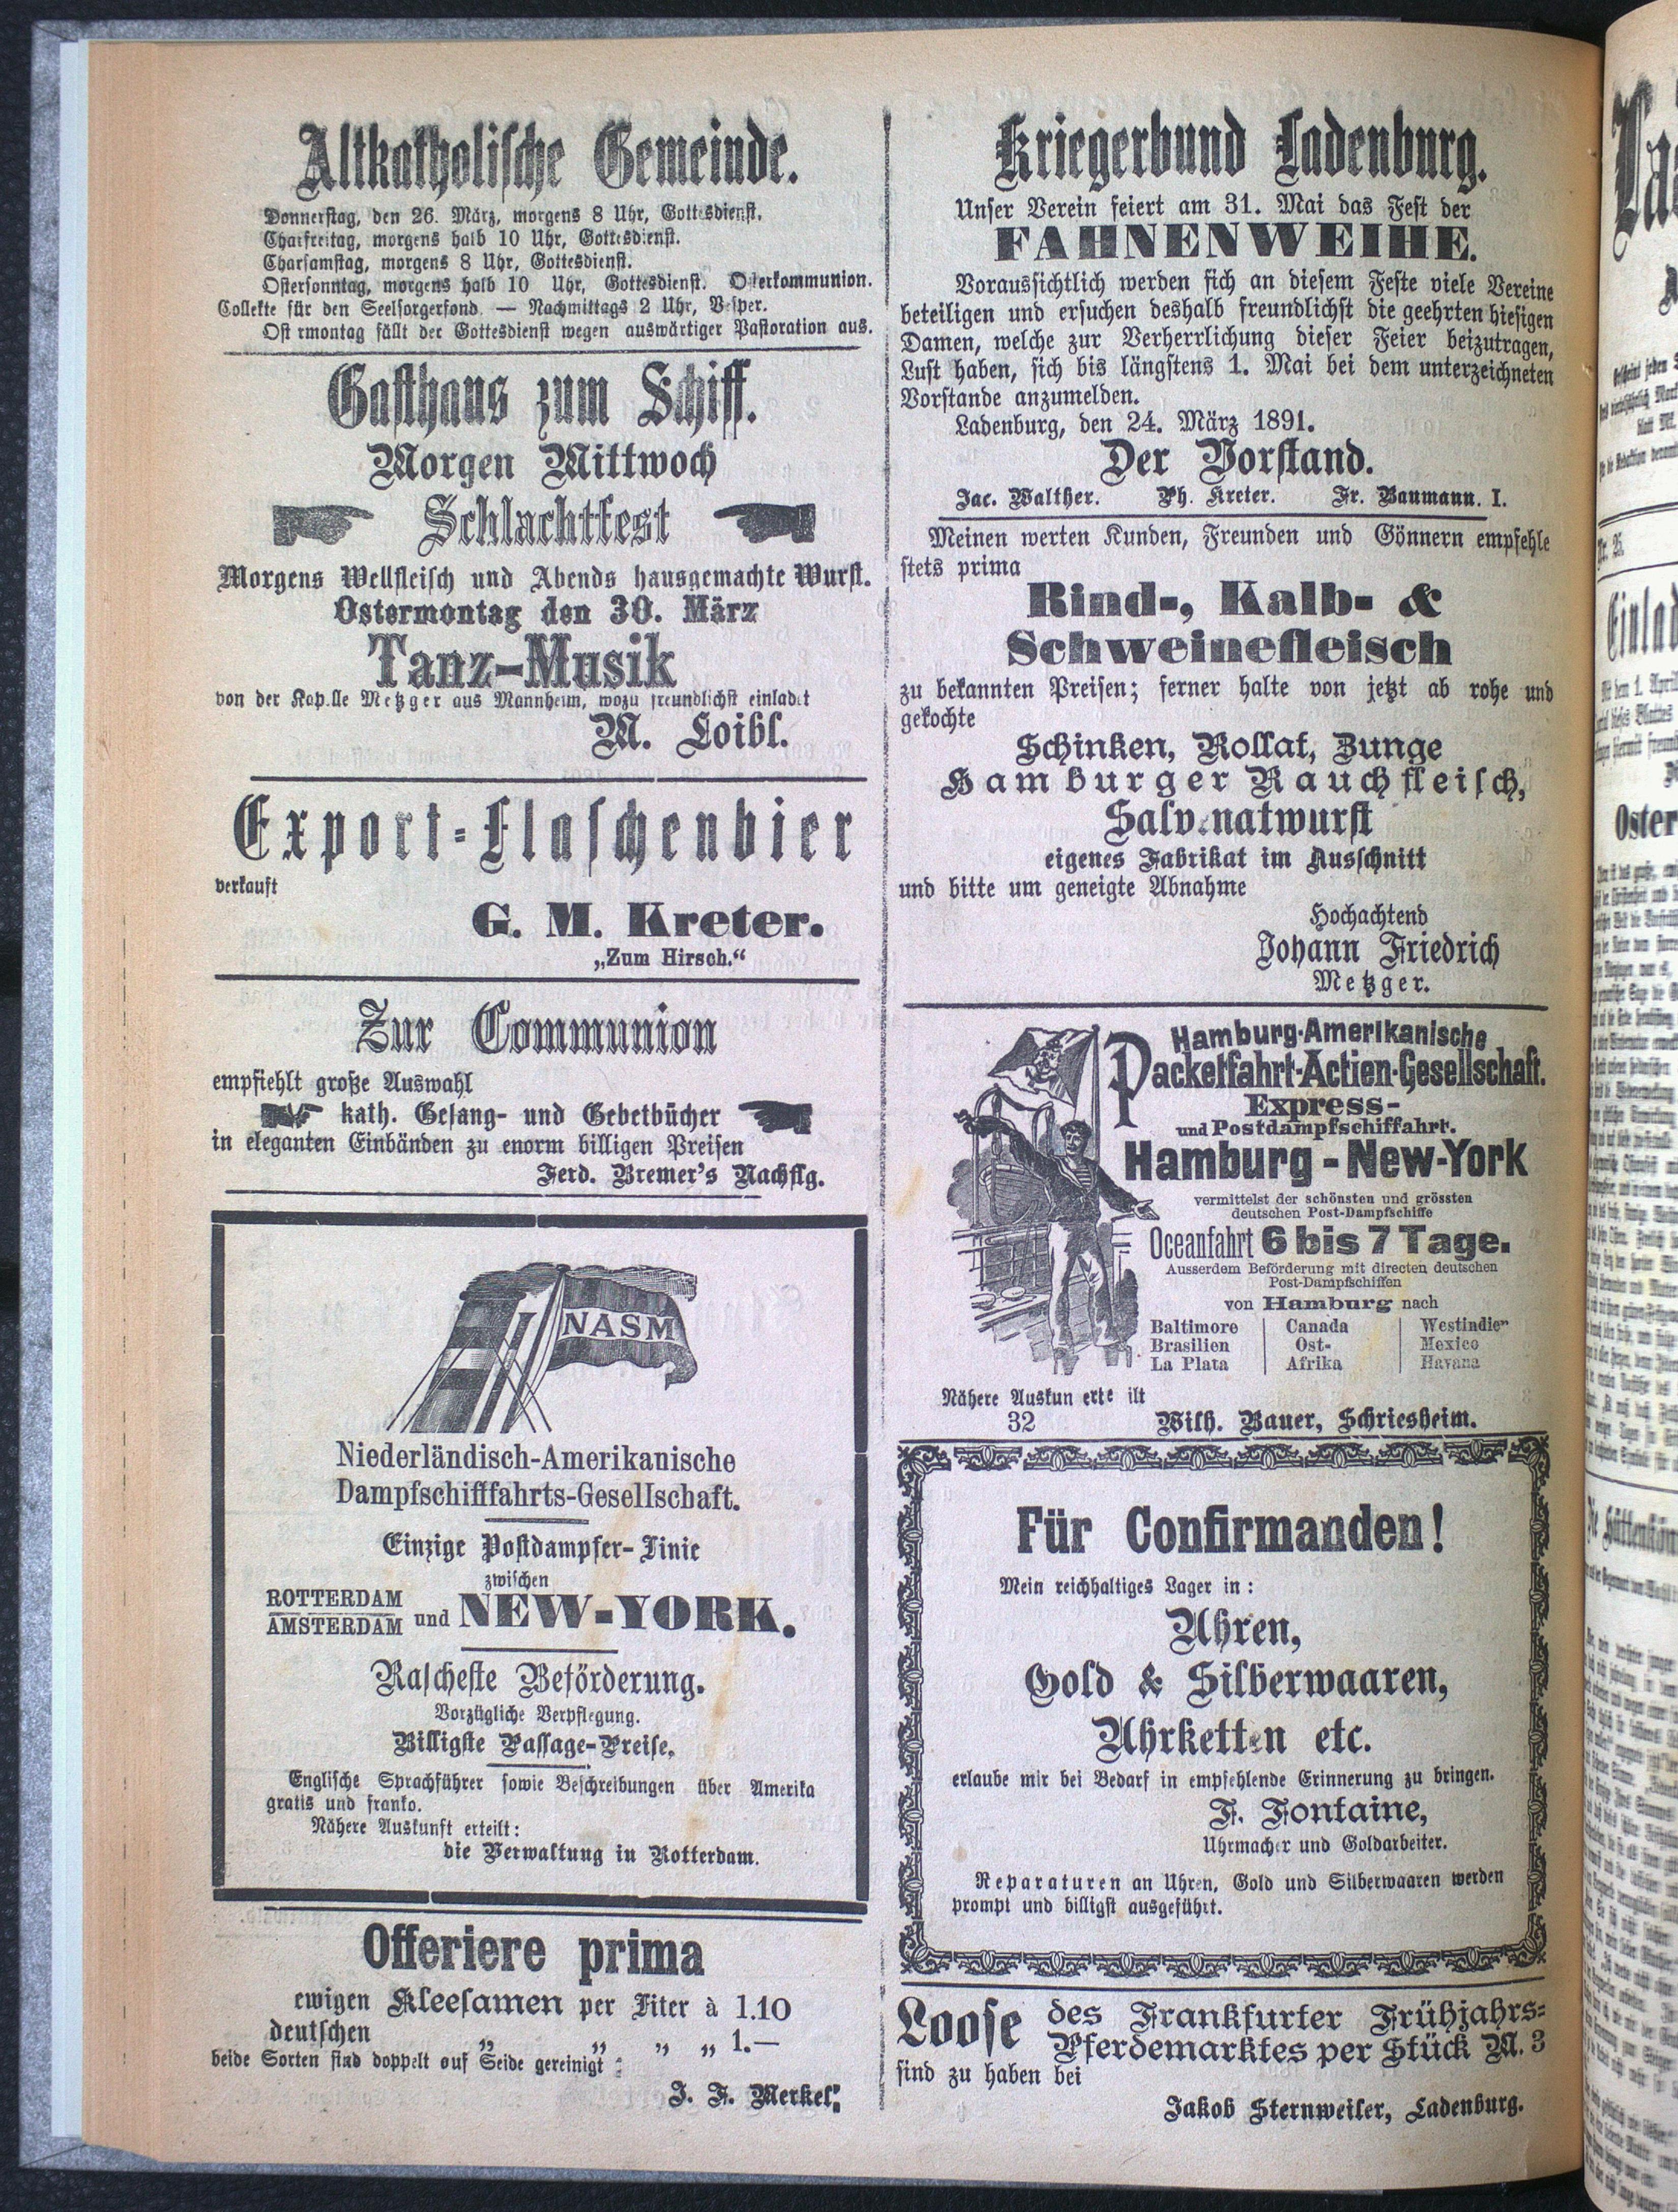 Altkatholische Gemeinde.
Donnerstag, den 26. März, morgens 8 Uhr, Gottesdienst.
Charfreitag, morgens halb 10 Uhr, Gottesdienst.
Charsamstag, morgens 8 Uhr, Gottesdienst.
Ostersonntag, morgens halb 10 Uhr, Gottesdienst. Osterkommunion.
Collekte für den Seelsorgerfond. — Nachmittags 2 Uhr, Vesper.
Ost rmontag fällt der Gottesdienst wegen auswärtiger Pastoration aus.
Gasthaus zum Schiff.
Morgen Mittwoch
Schlachtfest
Morgens Wellfleisch und Abends hausgemachte Wurst.
Ostermontag den 30. März
Tanz-Musik
von der Kap.lle Metzger aus Mannheim, wozu freundlichst einladet
M. Loibl.
Export-Flaschenbier
verkauft
G. M. Kreter.
„Zum Hirsch.“
Zur Communion
empfiehlt große Auswahl
kath. Gesang- und Gebetbücher
in eleganten Einbänden zu enorm billigen Preisen
Ferd. Bremer's Nachflg.
NASM
Niederländisch-Amerikanische
Dampfschifffahrts-Gesellschaft.
Einzige Postdampfer-Linie
zwischen
ROTTERDAM
AMSTERDAM und NEW-YORK.
Rascheste Beförderung.
Vorzügliche Verpflegung.
Billigste Passage-Preise.
Englische Sprachführer sowie Beschreibungen über Amerika
gratis und franko.
Nähere Auskunft erteilt:
die Verwaltung in Rotterdam.
Offeriere prima
ewigen Kleesamen per Liter à 1.10
deutschen „ „ „ „ 1.—
beide Sorten sind doppelt auf Seide gereinigt
J. F. Merkel.
Kriegerbund Ladenburg.
Unser Verein feiert am 31. Mai das Fest der
FAHNENWEIHE.
Voraussichtlich werden sich an diesem Feste viele Vereine
beteiligen und ersuchen deshalb freundlichst die geehrten hiesigen
Damen, welche zur Verherrlichung dieser Feier beizutragen,
Lust haben, sich bis längstens 1. Mai bei dem unterzeichneten
Vorstande anzumelden.
Ladenburg, den 24. März 1891.
Der Vorstand.
Jac. Walther. Ph. Kreter. Fr. Baumann. I.
Meinen werten Kunden, Freunden und Gönnern empfehle
stets prima
Rind-, Kalb- &
Schweinefleisch
zu bekannten Preisen; ferner halte von jetzt ab rohe und
gekochte
Schinken, Rollat, Zunge
Hamburger Rauchfleisch,
Salv.natwurst
eigenes Fabrikat im Ausschnitt
und bitte um geneigte Abnahme
Hochachtend
Johann Friedrich
Metzger.
Hamburg-Amerikanische
Packetfahrt-Actien-Gesellschaft.
Express-
und Postdampfschiffahrt.
Hamburg - New-York
vermittelst der schönsten und grössten
deutschen Post-Dampfschiffe
Oceanfahrt 6 bis 7 Tage.
Ausserdem Beförderung mit directen deutschen
Post-Dampfschiffen
von Hamburg nach
Baltimore Canada Westindien
Brasilien Ost- Mexico
La Plata Afrika Havana
Nähere Auskun erte ilt
32 Wilh. Bauer, Schriesheim.
Für Confirmanden!
Mein reichhaltiges Lager in:
Uhren,
Gold & Silberwaaren,
Uhrketten etc.
erlaube mir bei Bedarf in empfehlende Erinnerung zu bringen.
F. Fontaine,
Uhrmacher und Goldarbeiter.
Reparaturen an Uhren, Gold und Silberwaaren werden
prompt und billigst ausgeführt.
Loose des Frankfurter Frühjahrs-
Pferdemarktes per Stück M. 3
sind zu haben bei
Jakob Sternweiler, Ladenburg.